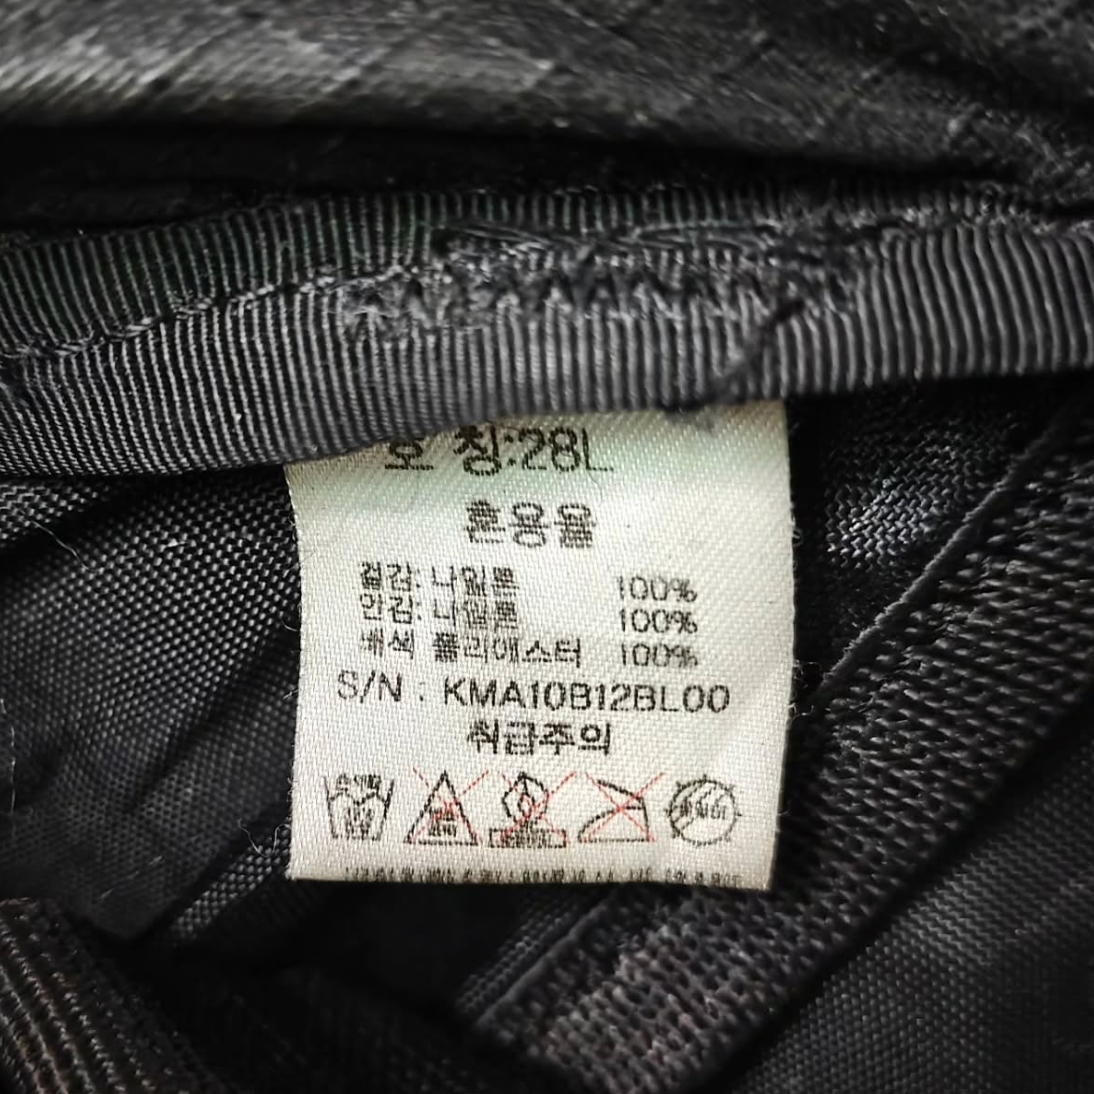 호 칭:28L
혼용율
겉감: 나일론 100%
안감: 나일론 100%
배색 폴리에스터 100%
S/N : KMA10B12BL00
취급주의